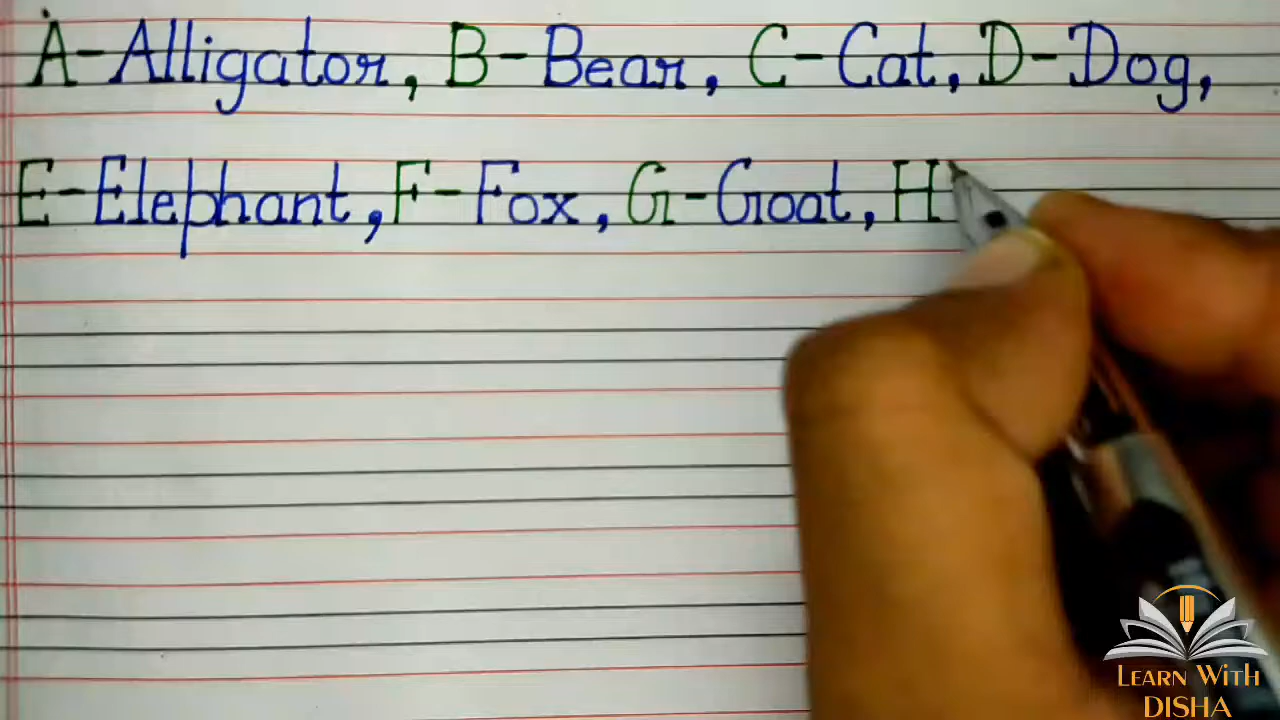 A-Alligator, B-Bear, C-Cat, D-Dog,
E-Elephant, F-Fox, G-Goat, H
LEARN WITH
DISHA